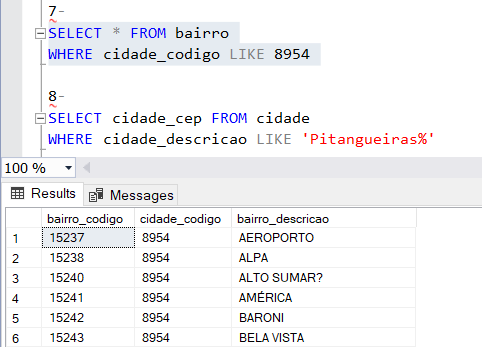 7-
SELECT * FROM bairro
WHERE cidade_codigo LIKE 8954
8-
SELECT cidade_cep FROM cidade
WHERE cidade_descricao LIKE 'Pitangueiras%'
100 %
Results Messages
bairro_codigo cidade_codigo bairro_descricao
1 15237 8954 AEROPORTO
2 15238 8954 ALPA
3 15240 8954 ALTO SUMAR?
4 15241 8954 AMÉRICA
5 15242 8954 BARONI
6 15243 8954 BELA VISTA